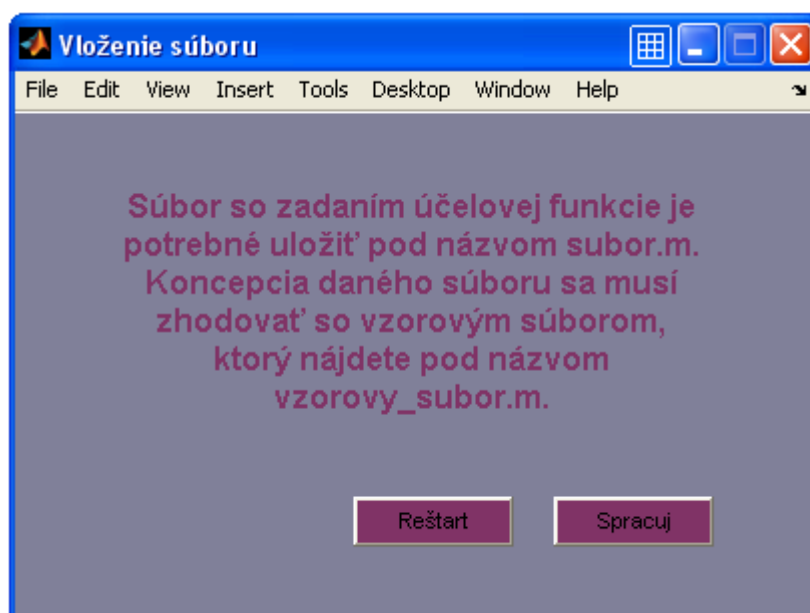 Vloženie súboru
File Edit View Insert Tools Desktop Window Help
Súbor so zadaním účelovej funkcie je
potrebné uložiť pod názvom subor.m.
Koncepcia daného súboru sa musí
zhodovať so vzorovým súborom,
ktorý nájdete pod názvom
vzorovy_subor.m.
Reštart Spracuj